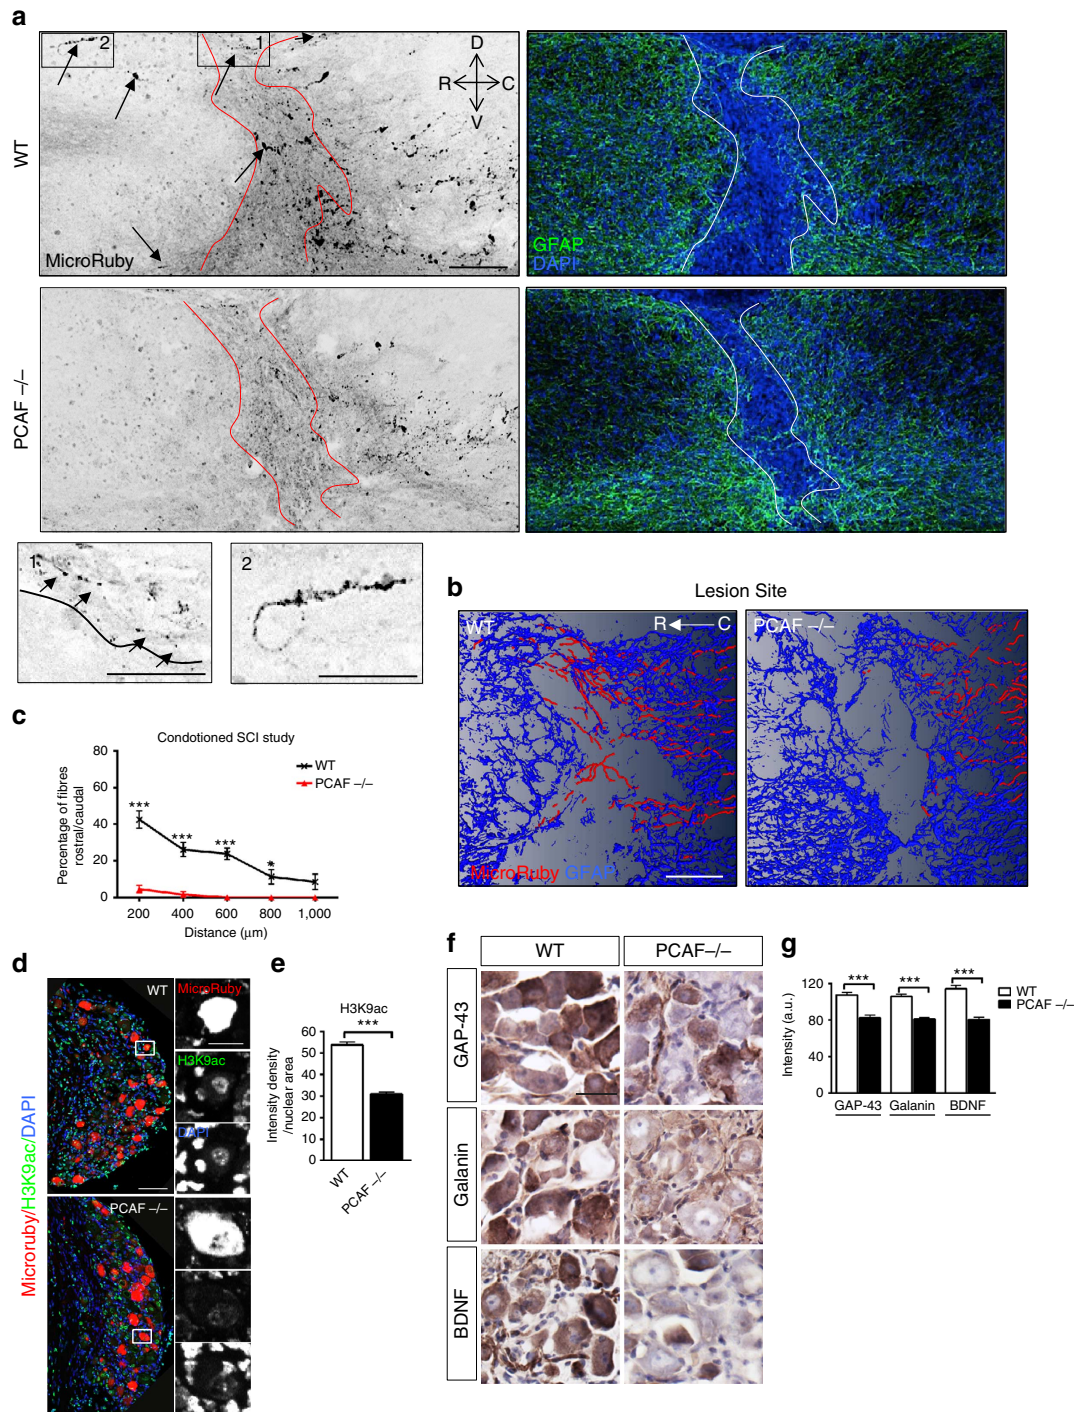 a
2
1
D
R C
V
WT
MicroRuby
GFAP
DAPI
PCAF –/–
1
2
b
Lesion Site
WT
R C
PCAF –/–
MicroRuby GFAP
c
Condotioned SCI study
WT
PCAF –/–
Percentage of fibres
rostral/caudal
80
60
40
20
0
***
***
***
*
200 400 600 800 1,000
Distance (µm)
d
Microruby/H3K9ac/DAPI
WT
MicroRuby
H3K9ac
DAPI
PCAF –/–
e
H3K9ac
***
Intensity density
/nuclear area
60
50
40
30
20
10
0
WT
PCAF –/–
f
WT
PCAF–/–
GAP-43
Galanin
BDNF
g
***
***
***
WT
PCAF –/–
Intensity (a.u.)
120
80
40
0
GAP-43 Galanin BDNF